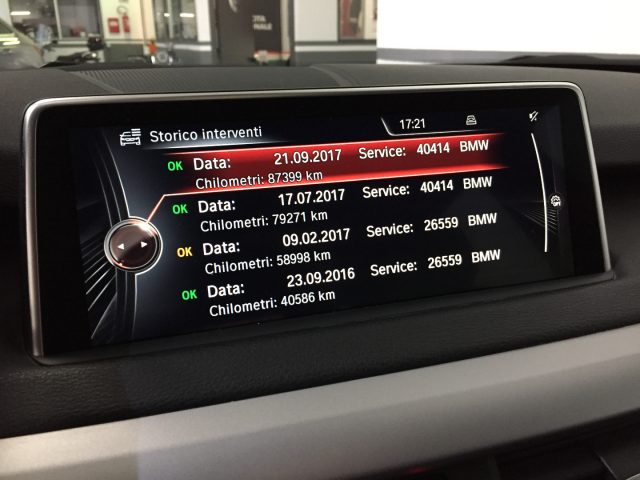 Storico interventi
17:21
OK Data: 21.09.2017 Service: 40414 BMW
Chilometri: 87399 km
OK Data: 17.07.2017 Service: 40414 BMW
Chilometri: 79271 km
OK Data: 09.02.2017 Service: 26559 BMW
Chilometri: 58998 km
OK Data: 23.09.2016 Service: 26559 BMW
Chilometri: 40586 km